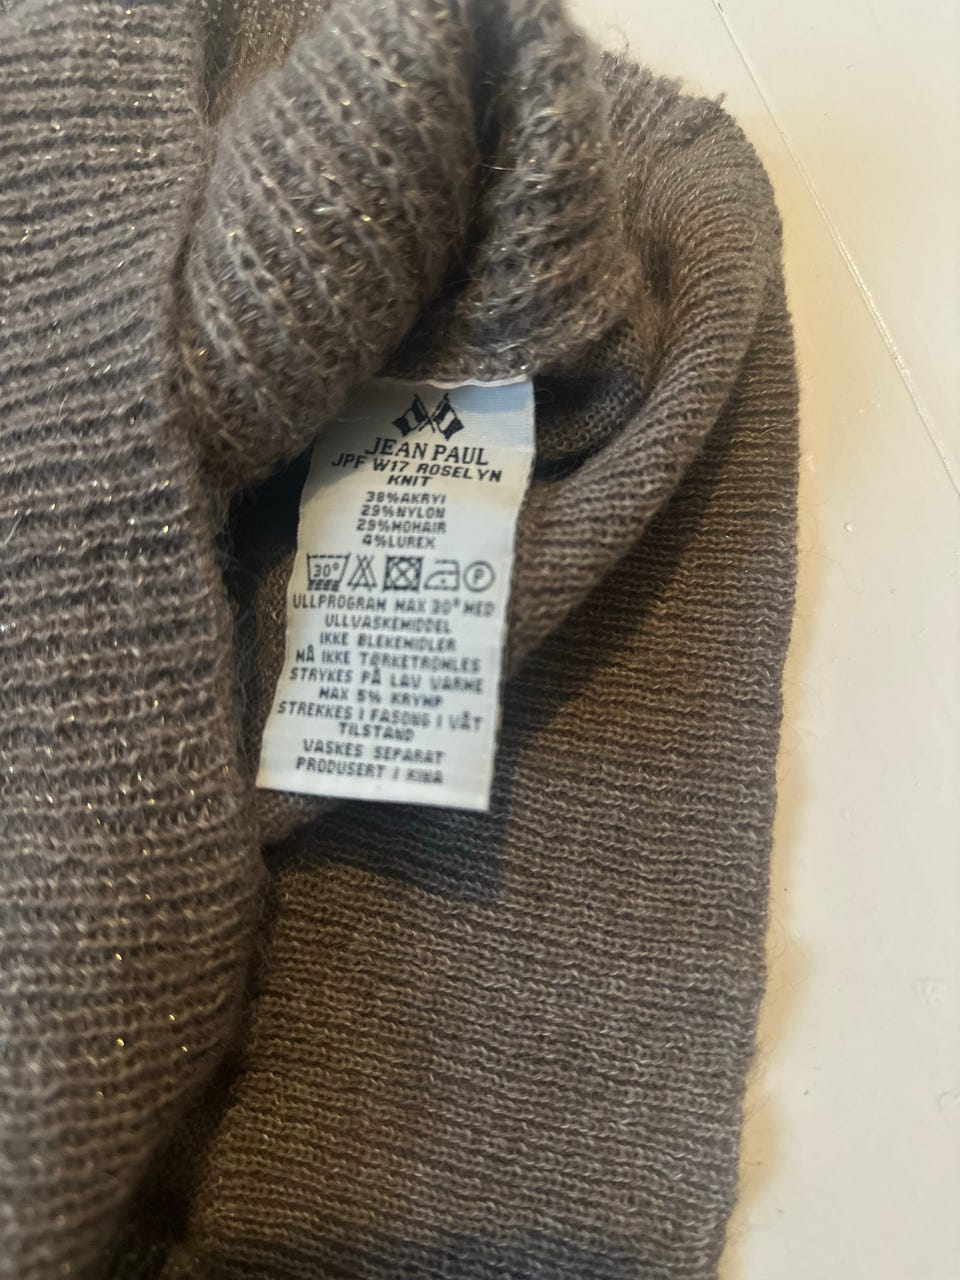 JEAN PAUL
JPF W17 ROSELYN
KNIT
38%AKRYl
29%NYLON
29%MOHAIR
4%LUREX
30° P
ULLPROGRAM MAX 30° MED
ULLVASKEMIDDEL
IKKE BLEKEMIDLER
MÅ IKKE TØRKETROMLES
STRYKES PÅ LAV VARME
MAX 5% KRYMP
STREKKES I FASONG I VÅT
TILSTAND
VASKES SEPARAT
PRODUSERT I KINA